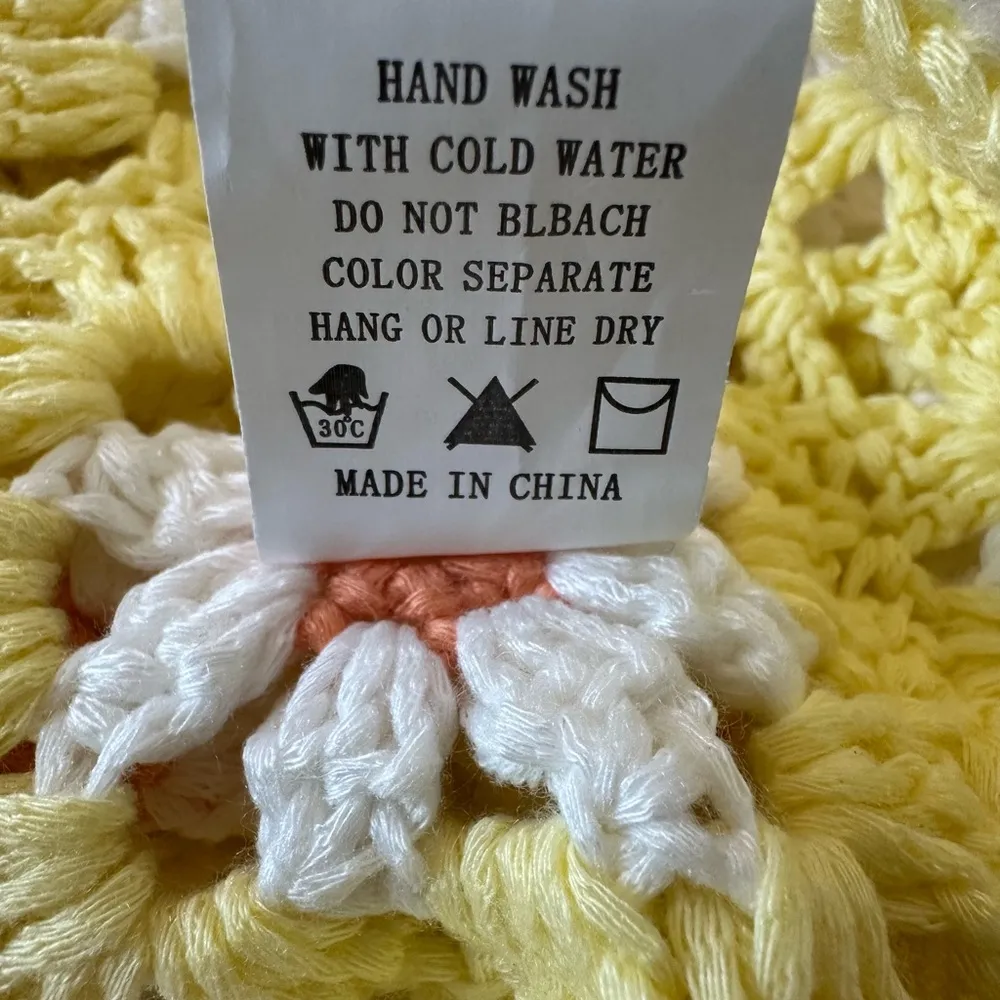 HAND WASH
WITH COLD WATER
DO NOT BLBACH
COLOR SEPARATE
HANG OR LINE DRY
30°C
MADE IN CHINA